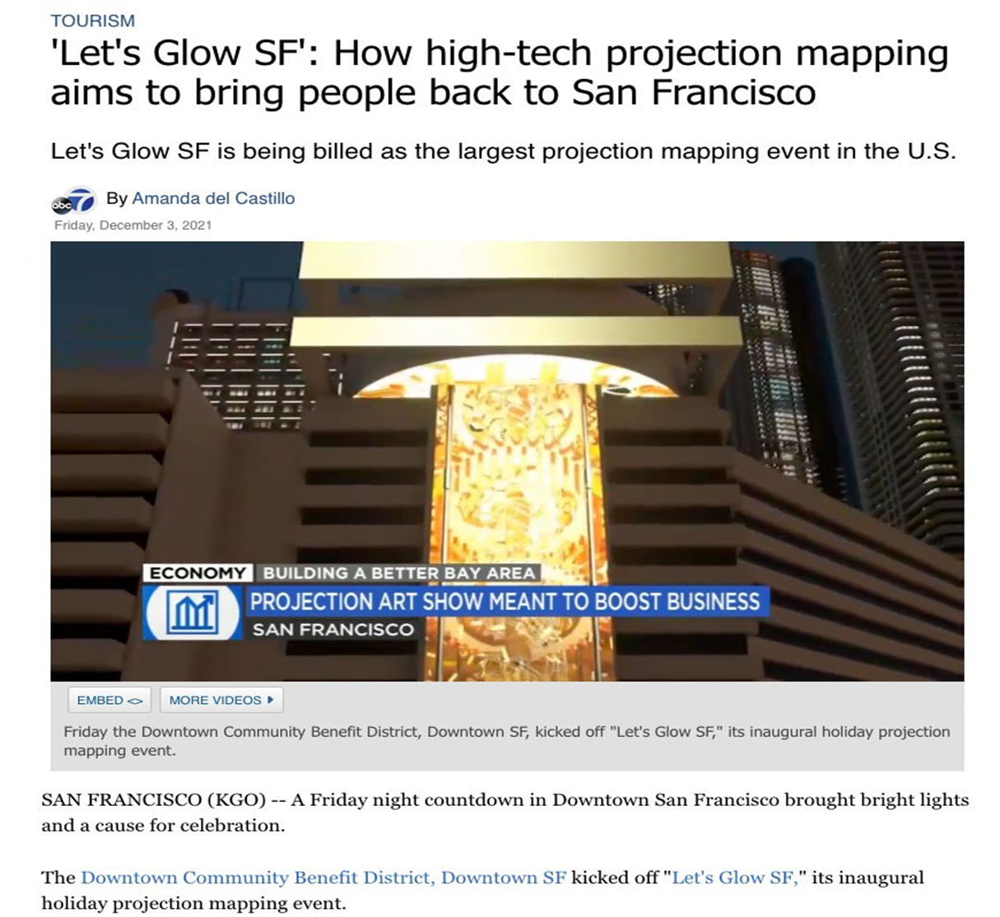 TOURISM
'Let's Glow SF': How high-tech projection mapping
aims to bring people back to San Francisco
Let's Glow SF is being billed as the largest projection mapping event in the U.S.
abc 7 By Amanda del Castillo
Friday, December 3, 2021
ECONOMY BUILDING A BETTER BAY AREA
PROJECTION ART SHOW MEANT TO BOOST BUSINESS
SAN FRANCISCO
EMBED <> MORE VIDEOS
Friday the Downtown Community Benefit District, Downtown SF, kicked off "Let's Glow SF," its inaugural holiday projection
mapping event.
SAN FRANCISCO (KGO) -- A Friday night countdown in Downtown San Francisco brought bright lights
and a cause for celebration.
The Downtown Community Benefit District, Downtown SF kicked off "Let's Glow SF," its inaugural
holiday projection mapping event.